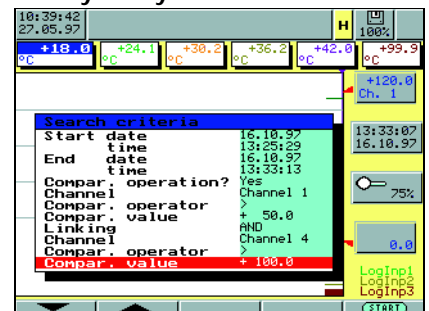 10:39:42
27.05.97
H
100%
+18.0 +24.1 +30.2 +36.2 +42.0 +99.9
°C °C °C °C °C °C
+120.0
Ch. 1
Search criteria
Start date 16.10.97
time 13:25:29
End date 16.10.97
time 13:33:13
Compar. operation? Yes
Channel Channel 1
Compar. operator >
Compar. value + 50.0
Linking AND
Channel Channel 4
Compar. operator >
Compar. value + 100.0
13:33:07
16.10.97
75%
0.0
LogInp1
LogInp2
LogInp3
(START)